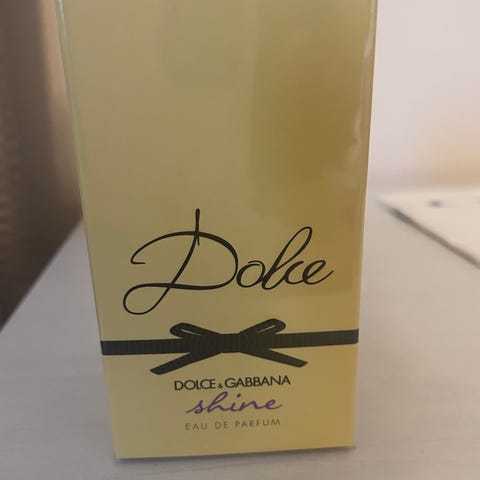 Dolce
DOLCE & GABBANA
shine
EAU DE PARFUM